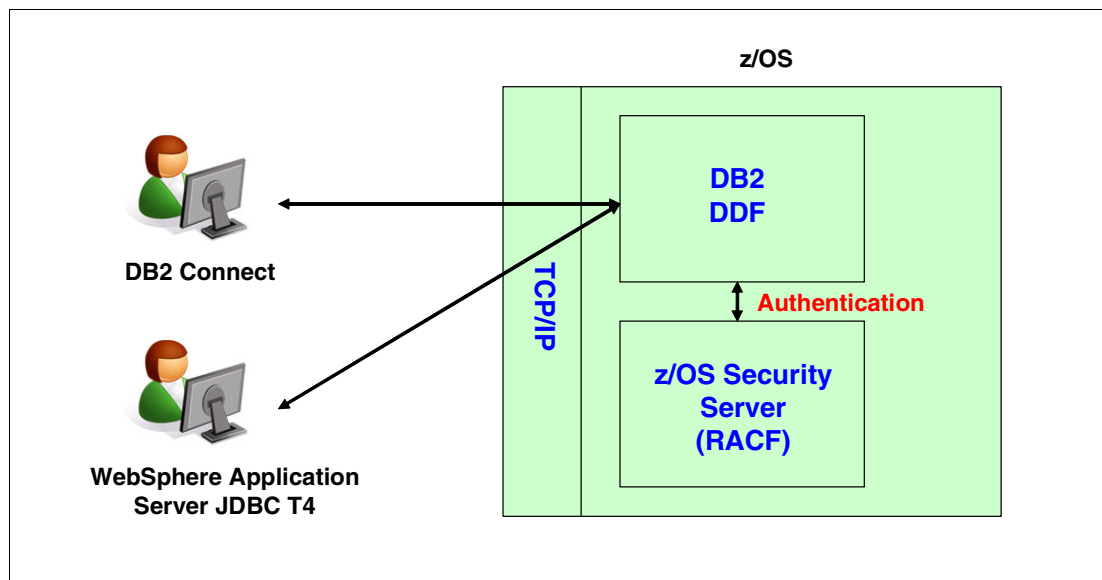 z/OS
DB2
DDF
DB2 Connect
TCP/IP
Authentication
z/OS Security
Server
(RACF)
WebSphere Application
Server JDBC T4